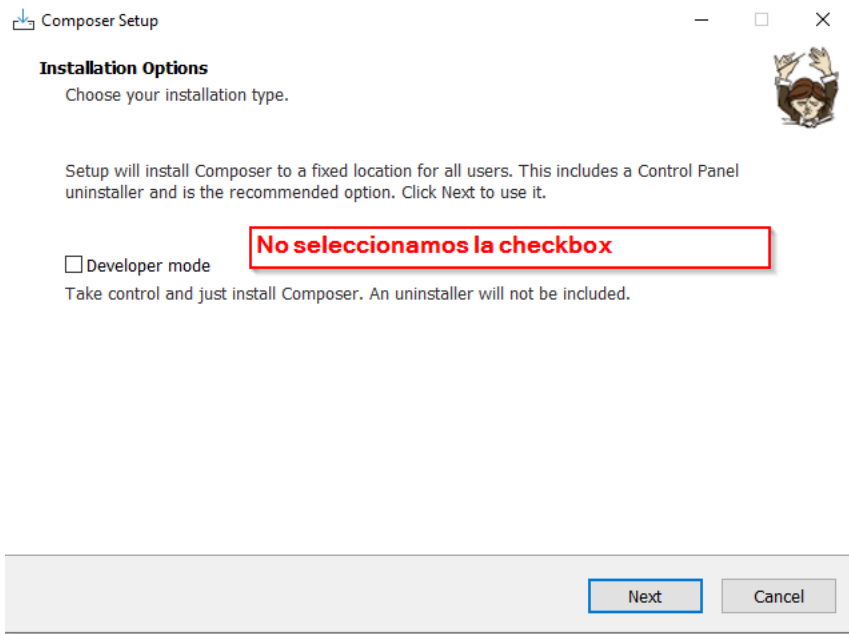 Composer Setup
Installation Options
Choose your installation type.
Setup will install Composer to a fixed location for all users. This includes a Control Panel
uninstaller and is the recommended option. Click Next to use it.
No seleccionamos la checkbox
Developer mode
Take control and just install Composer. An uninstaller will not be included.
Next
Cancel